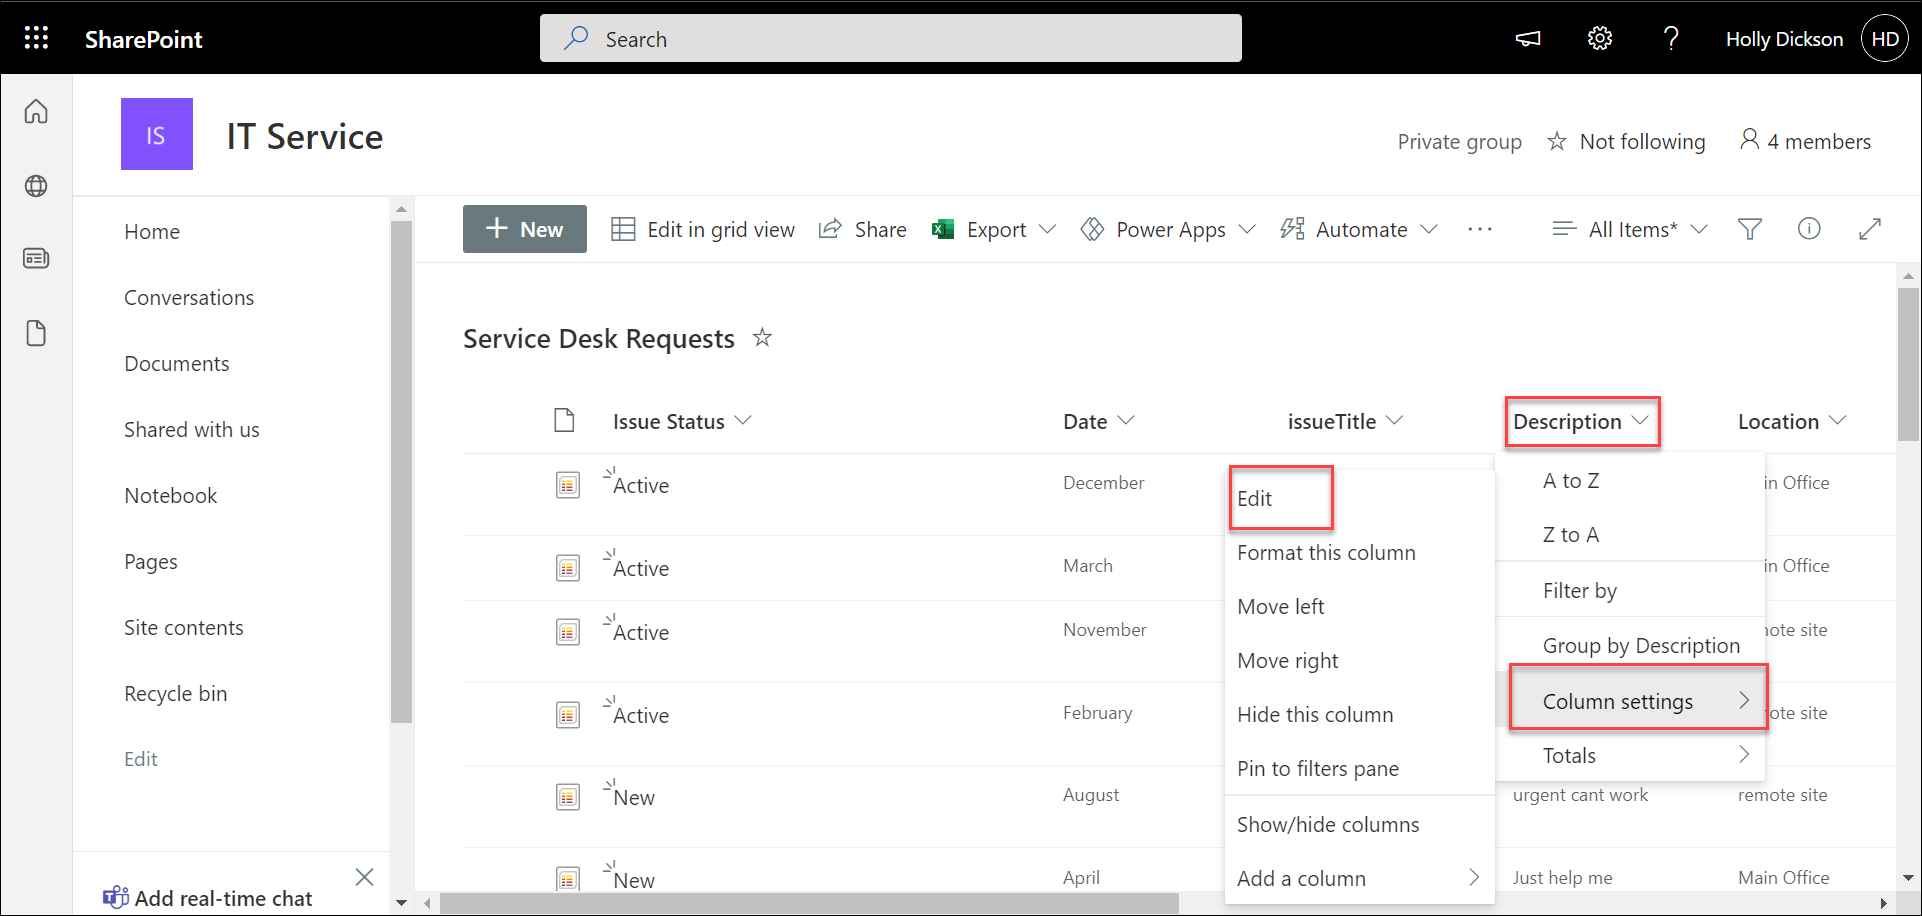 SharePoint
Search
Holly Dickson
HD
IS
IT Service
Private group
Not following
4 members
Home
Conversations
Documents
Shared with us
Notebook
Pages
Site contents
Recycle bin
Edit
Add real-time chat
New
Edit in grid view
Share
Export
Power Apps
Automate
All Items*
Service Desk Requests
Issue Status
Date
issueTitle
Description
Location
Active
December
in Office
Active
March
in Office
Active
November
ote site
Active
February
ote site
New
August
urgent cant work
remote site
New
April
Just help me
Main Office
Edit
Format this column
Move left
Move right
Hide this column
Pin to filters pane
Show/hide columns
Add a column
A to Z
Z to A
Filter by
Group by Description
Column settings
Totals